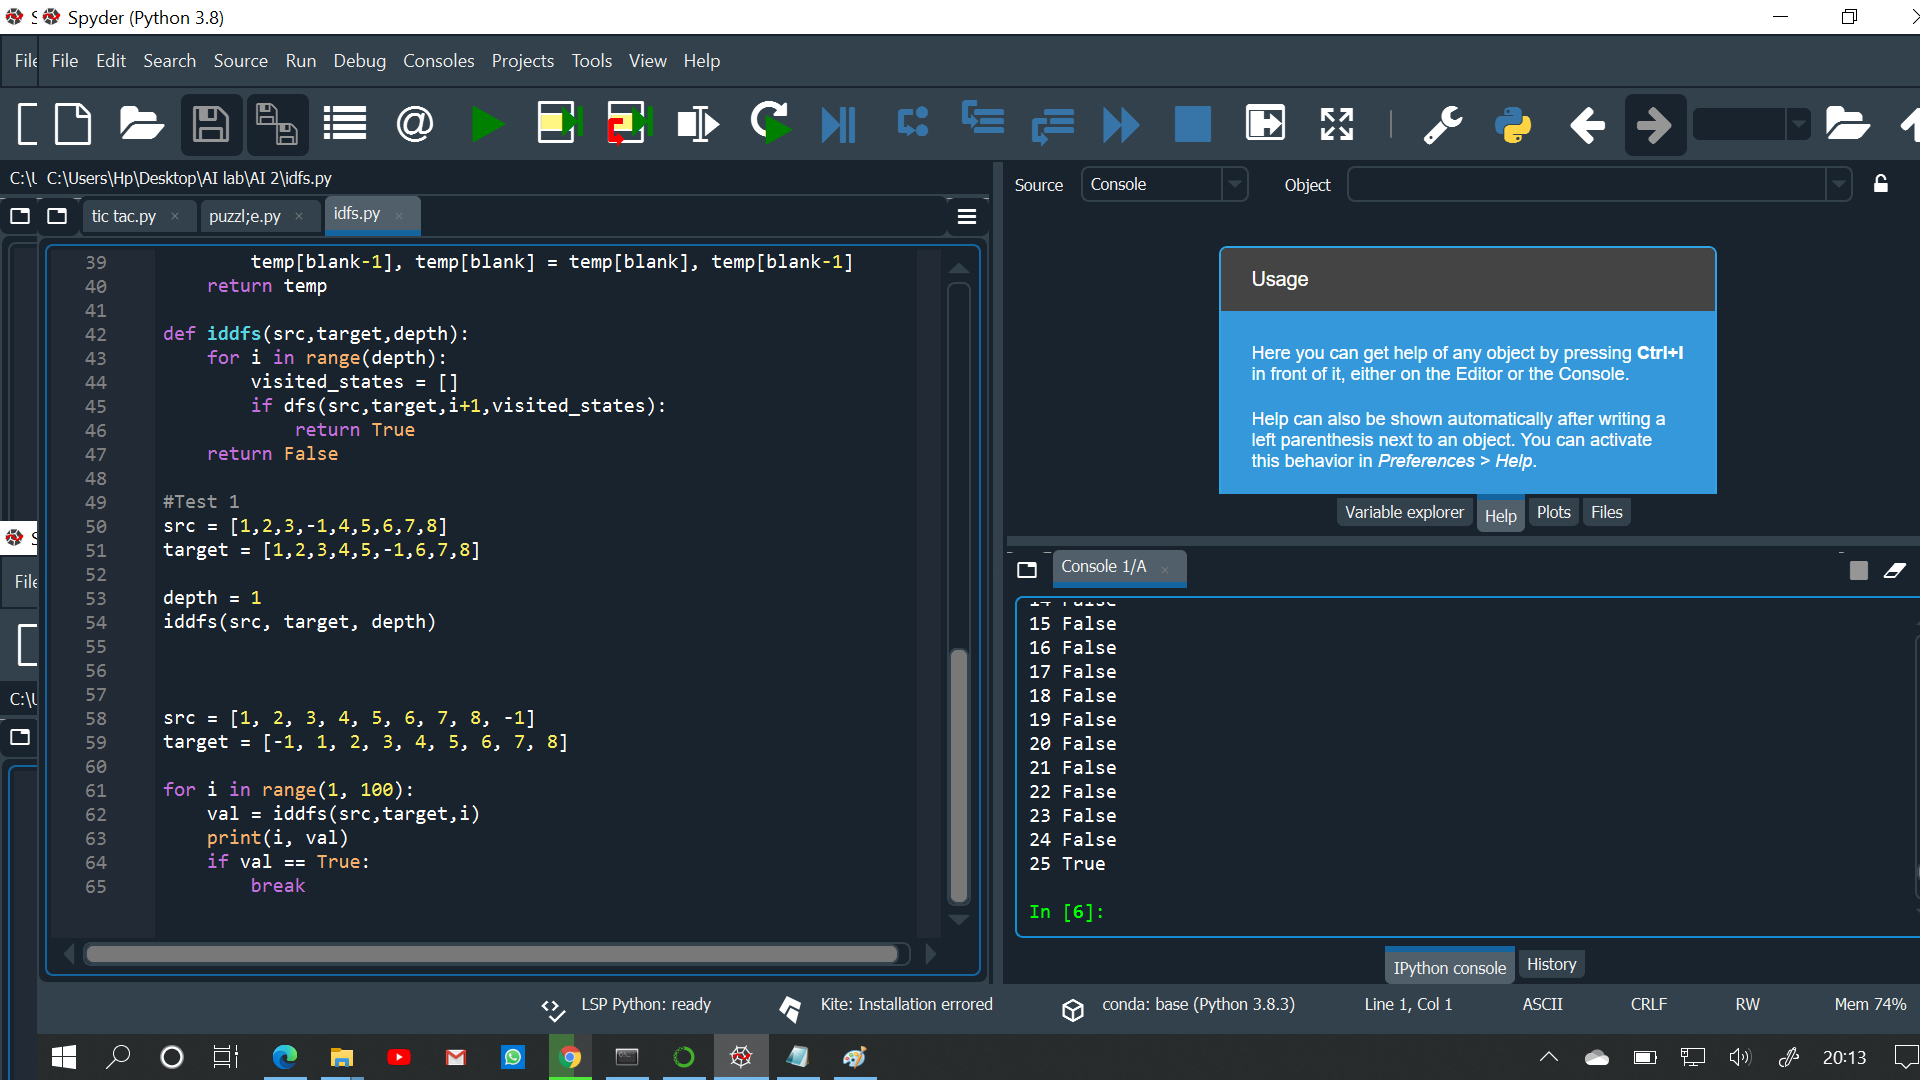 Spyder (Python 3.8)
File Edit Search Source Run Debug Consoles Projects Tools View Help
C:\Users\Hp\Desktop\AI lab\AI 2\idfs.py
tic tac.py
puzzl;e.py
idfs.py
39 temp[blank-1], temp[blank] = temp[blank], temp[blank-1]
40 return temp
41
42 def iddfs(src,target,depth):
43 for i in range(depth):
44 visited_states = []
45 if dfs(src,target,i+1,visited_states):
46 return True
47 return False
48
49 #Test 1
50 src = [1,2,3,-1,4,5,6,7,8]
51 target = [1,2,3,4,5,-1,6,7,8]
52
53 depth = 1
54 iddfs(src, target, depth)
55
56
57
58 src = [1, 2, 3, 4, 5, 6, 7, 8, -1]
59 target = [-1, 1, 2, 3, 4, 5, 6, 7, 8]
60
61 for i in range(1, 100):
62 val = iddfs(src,target,i)
63 print(i, val)
64 if val == True:
65 break
Source Console Object
Usage
Here you can get help of any object by pressing Ctrl+I
in front of it, either on the Editor or the Console.
Help can also be shown automatically after writing a
left parenthesis next to an object. You can activate
this behavior in Preferences > Help.
Variable explorer Help Plots Files
Console 1/A
14 False
15 False
16 False
17 False
18 False
19 False
20 False
21 False
22 False
23 False
24 False
25 True
In [6]:
IPython console History
LSP Python: ready Kite: Installation errored conda: base (Python 3.8.3) Line 1, Col 1 ASCII CRLF RW Mem 74%
20:13